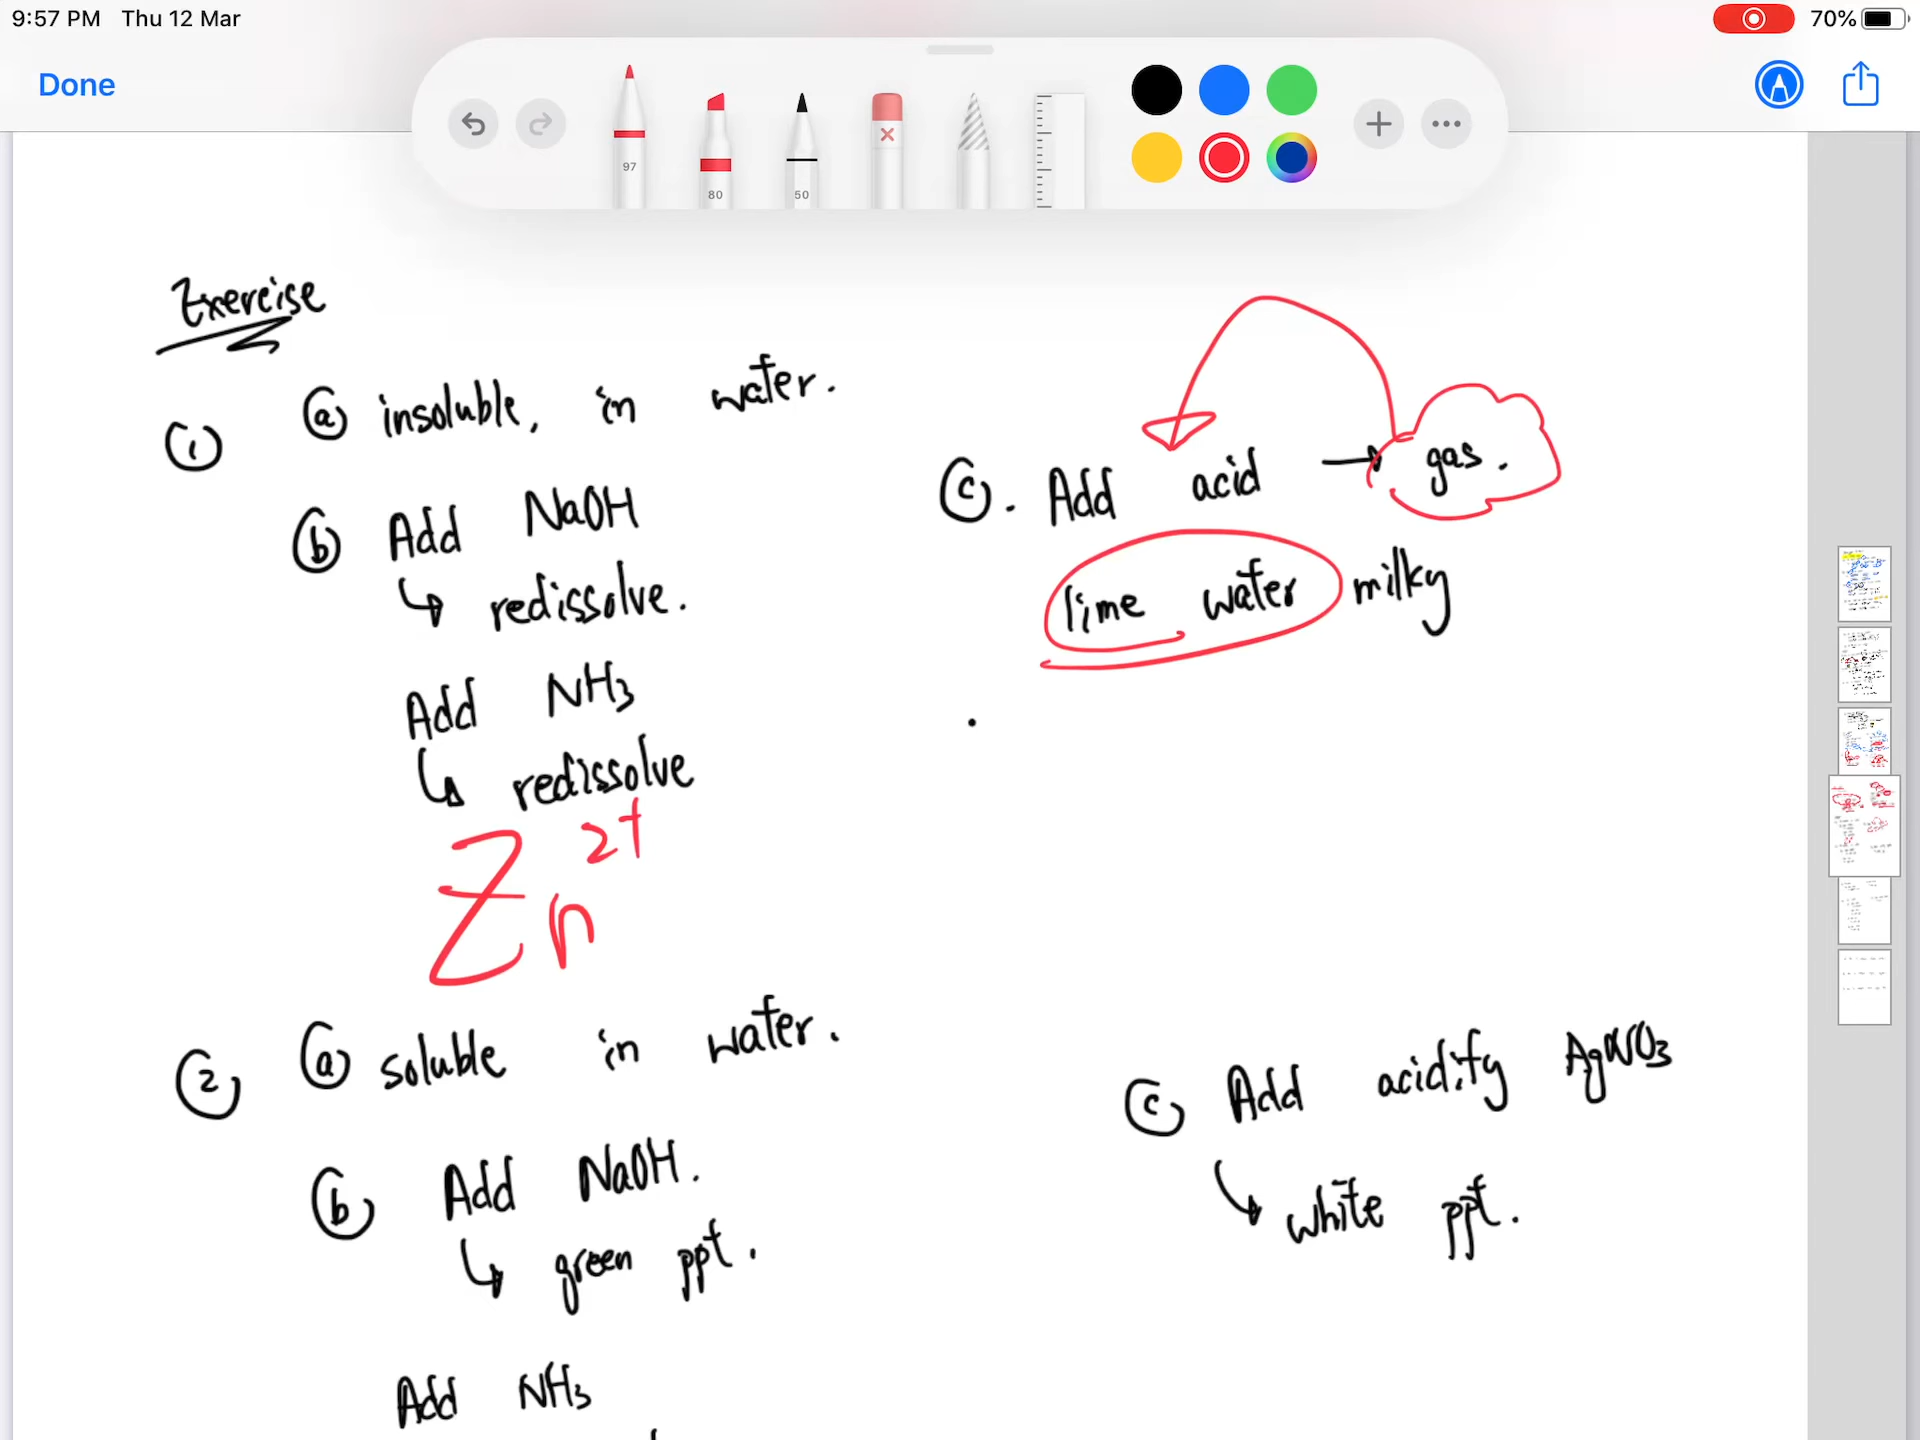 9:57 PM Thu 12 Mar
70%
Done
97
80
50
Exercise
① ⓐ insoluble, in water.
ⓑ Add NaOH
↳ redissolve.
Add NH3
↳ redissolve
Zn2+
ⓒ. Add acid → gas.
lime water milky
② ⓐ soluble in water.
ⓑ Add NaOH.
↳ green ppt.
Add NH3
ⓒ Add acidify AgNO3
↳ white ppt.